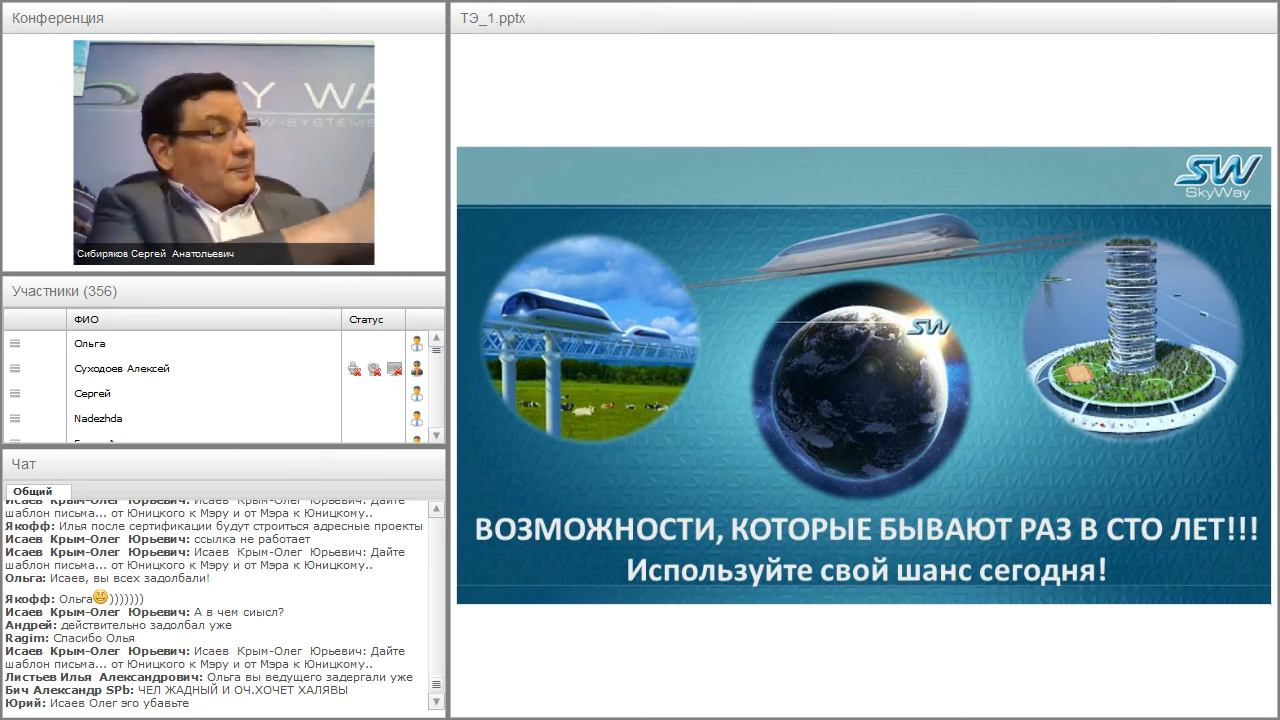 Конференция
SKY WA
W-SYSTEMS
Сибиряков Сергей Анатольевич
Участники (356)
ФИО
Статус
Ольга
Суходоев Алексей
Сергей
Nadezhda
Чат
Общий
Исаев Крым-Олег Юрьевич: Исаев Крым-Олег Юрьевич: Дайте
шаблон письма... от Юницкого к Мэру и от Мэра к Юницкому..
Якофф: Илья после сертификации будут строиться адресные проекты
Исаев Крым-Олег Юрьевич: ссылка не работает
Исаев Крым-Олег Юрьевич: Исаев Крым-Олег Юрьевич: Дайте
шаблон письма... от Юницкого к Мэру и от Мэра к Юницкому..
Ольга: Исаев, вы всех задолбали!
Якофф: Ольга)))))))
Исаев Крым-Олег Юрьевич: А в чем сиысл?
Андрей: действительно задолбал уже
Ragim: Спасибо Олья
Исаев Крым-Олег Юрьевич: Исаев Крым-Олег Юрьевич: Дайте
шаблон письма... от Юницкого к Мэру и от Мэра к Юницкому..
Листьев Илья Александрович: Ольга вы ведущего задергали уже
Бич Александр SPb: ЧЕЛ ЖАДНЫЙ И ОЧ.ХОЧЕТ ХАЛЯВЫ
Юрий: Исаев Олег эго убавьте
ТЭ_1.pptx
SW
SkyWay
SW
ВОЗМОЖНОСТИ, КОТОРЫЕ БЫВАЮТ РАЗ В СТО ЛЕТ!!!
Используйте свой шанс сегодня!